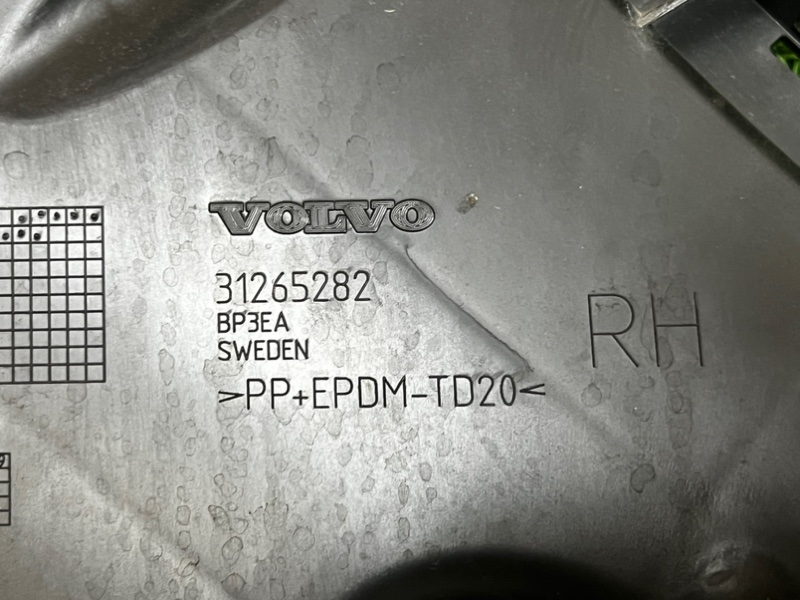 VOLVO
31265282
BP3EA
SWEDEN
>PP+EPDM-TD20<
RH